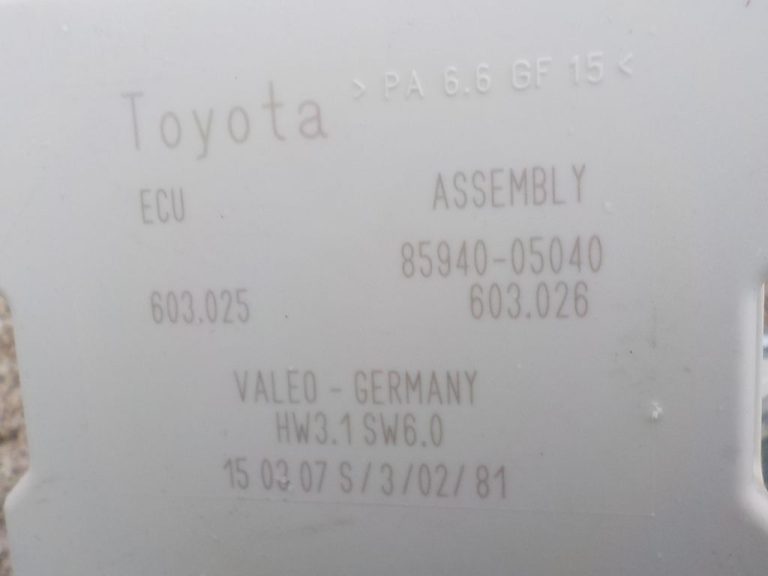 > PA 6.6 GF 15 <
Toyota
ECU ASSEMBLY
85940-05040
603.025 603.026
VALEO - GERMANY
HW3.1 SW6.0
15 03 07 S/3/02/81